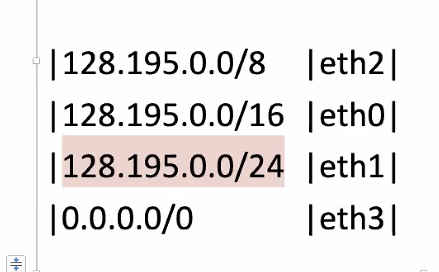 |128.195.0.0/8 |eth2|
|128.195.0.0/16 |eth0|
|128.195.0.0/24 |eth1|
|0.0.0.0/0 |eth3|